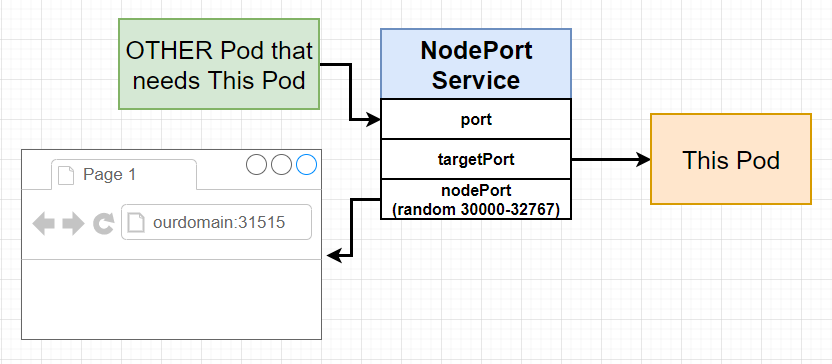 OTHER Pod that
needs This Pod
NodePort
Service
port
targetPort
nodePort
(random 30000-32767)
This Pod
Page 1
ourdomain:31515